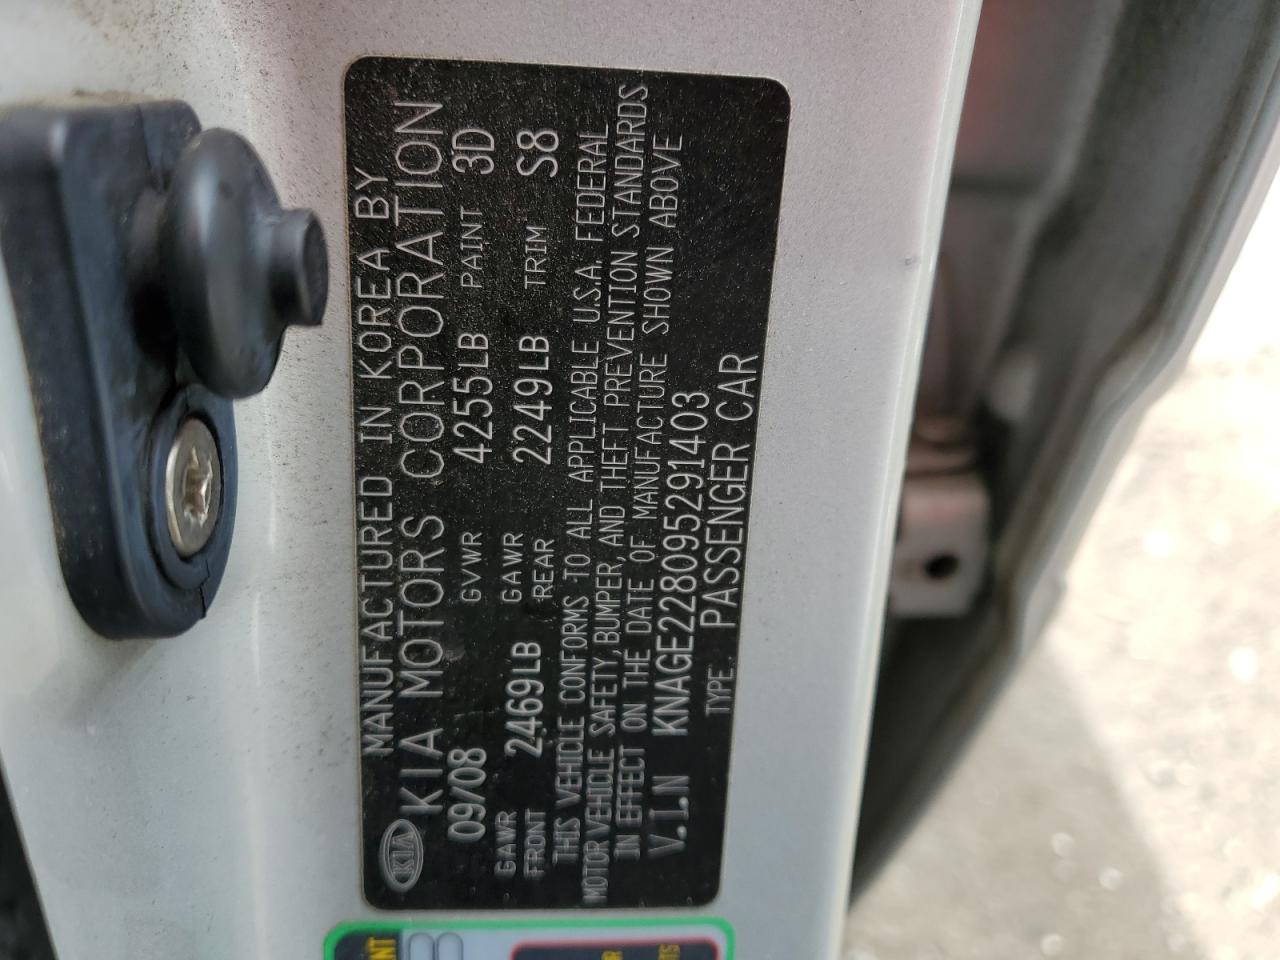 MANUFACTURED IN KOREA BY
KIA KIA MOTORS CORPORATION
09/08 GVWR 4255LB PAINT 3D
GAWR FRONT 2469LB GAWR REAR 2249LB TRIM S8
THIS VEHICLE CONFORMS TO ALL APPLICABLE U.S.A. FEDERAL
MOTOR VEHICLE SAFETY, BUMPER, AND THEFT PREVENTION STANDARDS
IN EFFECT ON THE DATE OF MANUFACTURE SHOWN ABOVE
V.I.N KNAGE228095291403
TYPE. PASSENGER CAR